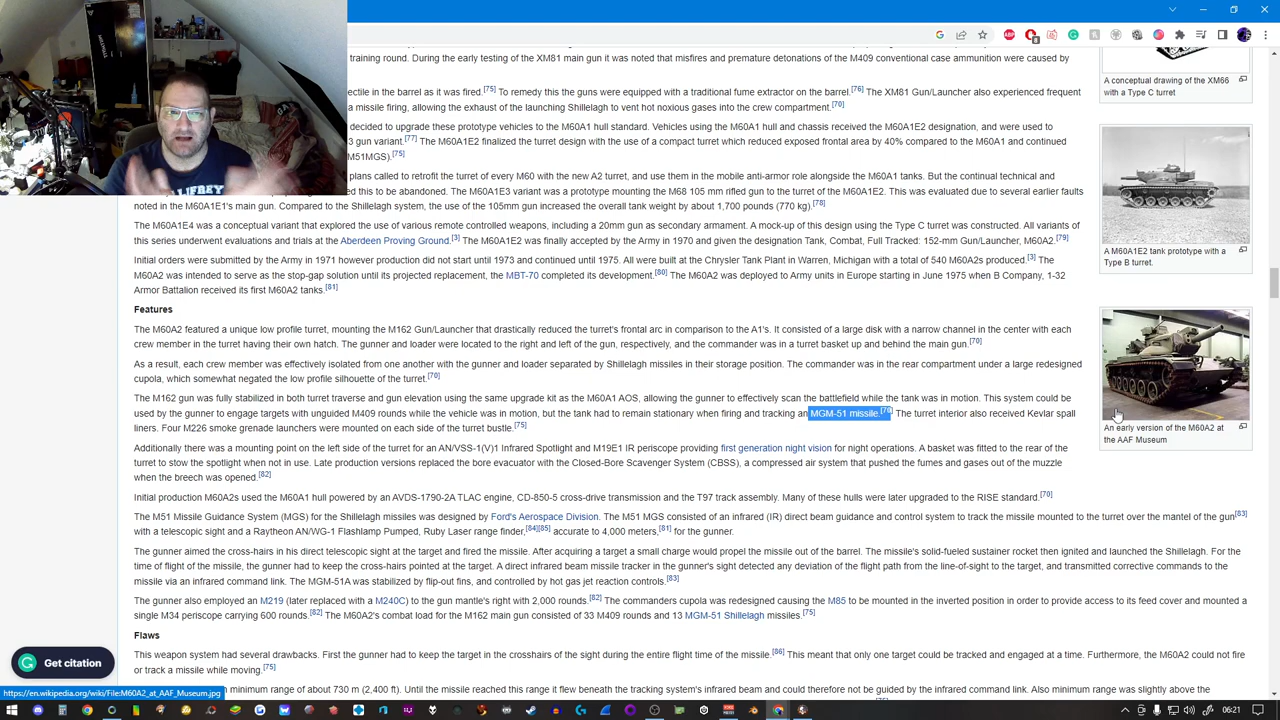 training round. During the early testing of the XM81 main gun it was noted that misfires and premature detonations of the M409 conventional case ammunition were caused by
ectile in the barrel as it was fired.[75] To remedy this the guns were equipped with a traditional fume extractor on the barrel.[76] The XM81 Gun/Launcher also experienced frequent
a missile firing, allowing the exhaust of the launching Shillelagh to vent hot noxious gases into the crew compartment.[70]
decided to upgrade these prototype vehicles to the M60A1 hull standard. Vehicles using the M60A1 hull and chassis received the M60A1E2 designation, and were used to
3 gun variant.[77] The M60A1E2 finalized the turret design with the use of a compact turret which reduced exposed frontal area by 40% compared to the M60A1 and continued
M51MGS).[75]
plans called to retrofit the turret of every M60 with the new A2 turret, and use them in the mobile anti-armor role alongside the M60A1 tanks. But the continual technical and
ed this to be abandoned. The M60A1E3 variant was a prototype mounting the M68 105 mm rifled gun to the turret of the M60A1E2. This was evaluated due to several earlier faults
noted in the M60A1E1's main gun. Compared to the Shillelagh system, the use of the 105mm gun increased the overall tank weight by about 1,700 pounds (770 kg).[78]
The M60A1E4 was a conceptual variant that explored the use of various remote controlled weapons, including a 20mm gun as secondary armament. A mock-up of this design using the Type C turret was constructed. All variants of
this series underwent evaluations and trials at the Aberdeen Proving Ground.[3] The M60A1E2 was finally accepted by the Army in 1970 and given the designation Tank, Combat, Full Tracked: 152-mm Gun/Launcher, M60A2.[79]
Initial orders were submitted by the Army in 1971 however production did not start until 1973 and continued until 1975. All were built at the Chrysler Tank Plant in Warren, Michigan with a total of 540 M60A2s produced.[3] The
M60A2 was intended to serve as the stop-gap solution until its projected replacement, the MBT-70 completed its development.[80] The M60A2 was deployed to Army units in Europe starting in June 1975 when B Company, 1-32
Armor Battalion received its first M60A2 tanks.[81]
Features
The M60A2 featured a unique low profile turret, mounting the M162 Gun/Launcher that drastically reduced the turret's frontal arc in comparison to the A1's. It consisted of a large disk with a narrow channel in the center with each
crew member in the turret having their own hatch. The gunner and loader were located to the right and left of the gun, respectively, and the commander was in a turret basket up and behind the main gun.[70]
As a result, each crew member was effectively isolated from one another with the gunner and loader separated by Shillelagh missiles in their storage position. The commander was in the rear compartment under a large redesigned
cupola, which somewhat negated the low profile silhouette of the turret.[70]
The M162 gun was fully stabilized in both turret traverse and gun elevation using the same upgrade kit as the M60A1 AOS, allowing the gunner to effectively scan the battlefield while the tank was in motion. This system could be
used by the gunner to engage targets with unguided M409 rounds while the vehicle was in motion, but the tank had to remain stationary when firing and tracking an MGM-51 missile.[70] The turret interior also received Kevlar spall
liners. Four M226 smoke grenade launchers were mounted on each side of the turret bustle.[75]
Additionally there was a mounting point on the left side of the turret for an AN/VSS-1(V)1 Infrared Spotlight and M19E1 IR periscope providing first generation night vision for night operations. A basket was fitted to the rear of the
turret to stow the spotlight when not in use. Late production versions replaced the bore evacuator with the Closed-Bore Scavenger System (CBSS), a compressed air system that pushed the fumes and gases out of the muzzle
when the breech was opened.[82]
Initial production M60A2s used the M60A1 hull powered by an AVDS-1790-2A TLAC engine, CD-850-5 cross-drive transmission and the T97 track assembly. Many of these hulls were later upgraded to the RISE standard.[70]
The M51 Missile Guidance System (MGS) for the Shillelagh missiles was designed by Ford's Aerospace Division. The M51 MGS consisted of an infrared (IR) direct beam guidance and control system to track the missile mounted to the turret over the mantel of the gun[83]
with a telescopic sight and a Raytheon AN/WG-1 Flashlamp Pumped, Ruby Laser range finder,[84][85] accurate to 4,000 meters,[81] for the gunner.
The gunner aimed the cross-hairs in his direct telescopic sight at the target and fired the missile. After acquiring a target a small charge would propel the missile out of the barrel. The missile's solid-fueled sustainer rocket then ignited and launched the Shillelagh. For the
time of flight of the missile, the gunner had to keep the cross-hairs pointed at the target. A direct infrared beam missile tracker in the gunner's sight detected any deviation of the flight path from the line-of-sight to the target, and transmitted corrective commands to the
missile via an infrared command link. The MGM-51A was stabilized by flip-out fins, and controlled by hot gas jet reaction controls.[83]
The gunner also employed an M219 (later replaced with a M240C) to the gun mantle's right with 2,000 rounds.[82] The commanders cupola was redesigned causing the M85 to be mounted in the inverted position in order to provide access to its feed cover and mounted a
single M34 periscope carrying 600 rounds.[82] The M60A2's combat load for the M162 main gun consisted of 33 M409 rounds and 13 MGM-51 Shillelagh missiles.[75]
Flaws
This weapon system had several drawbacks. First the gunner had to keep the target in the crosshairs of the sight during the entire flight time of the missile.[86] This meant that only one target could be tracked and engaged at a time. Furthermore, the M60A2 could not fire
or track a missile while moving.[75]
minimum range of about 730 m (2,400 ft). Until the missile reached this range it flew beneath the tracking system's infrared beam and could therefore not be guided by the infrared command link. Also minimum range was slightly above the
A conceptual drawing of the XM66
with a Type C turret
A M60A1E2 tank prototype with a
Type B turret.
An early version of the M60A2 at
the AAF Museum
Get citation
https://en.wikipedia.org/wiki/File:M60A2_at_AAF_Museum.jpg
06:21